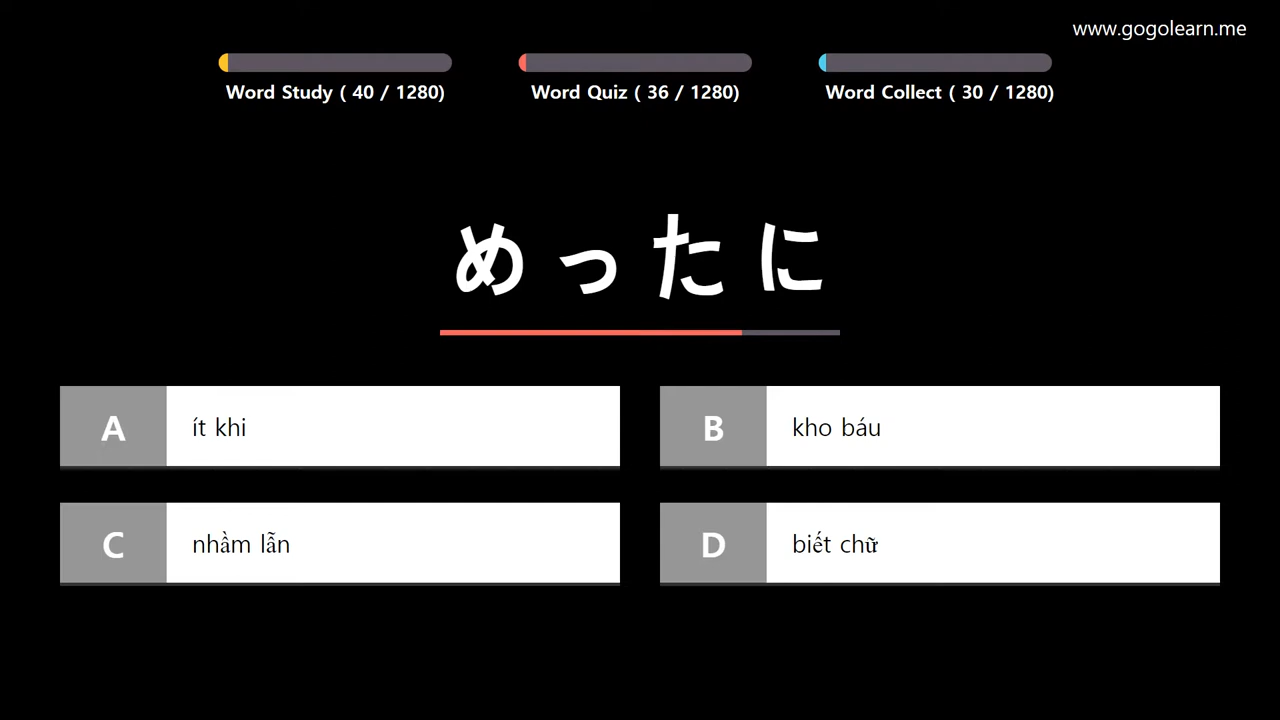 www.gogolearn.me
Word Study ( 40 / 1280)
Word Quiz ( 36 / 1280)
Word Collect ( 30 / 1280)
めったに
A
ít khi
B
kho báu
C
nhầm lẫn
D
biết chữ